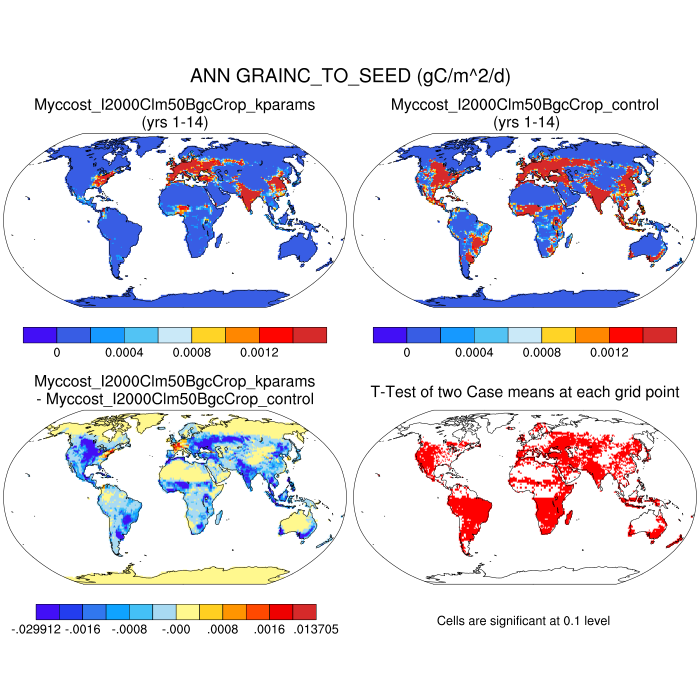 ANN GRAINC_TO_SEED (gC/m^2/d)
Myccost_I2000Clm50BgcCrop_kparams
(yrs 1-14)
Myccost_I2000Clm50BgcCrop_control
(yrs 1-14)
0 0.0004 0.0008 0.0012
0 0.0004 0.0008 0.0012
Myccost_I2000Clm50BgcCrop_kparams
- Myccost_I2000Clm50BgcCrop_control
T-Test of two Case means at each grid point
-.029912 -.0016 -.0008 -.000 .0008 .0016 .013705
Cells are significant at 0.1 level